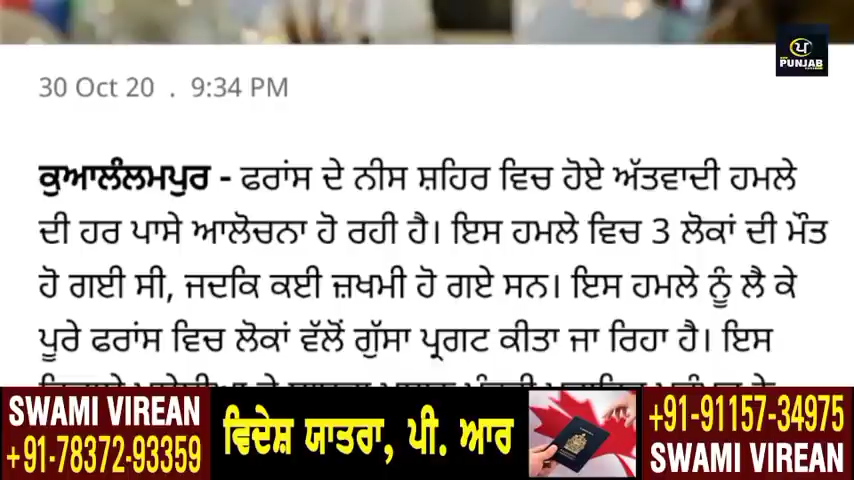 PUNJAB
30 Oct 20 . 9:34 PM
ਕੁਆਲੰਲਮਪੁਰ - ਫਰਾਂਸ ਦੇ ਨੀਸ ਸ਼ਹਿਰ ਵਿਚ ਹੋਏ ਅੱਤਵਾਦੀ ਹਮਲੇ
ਦੀ ਹਰ ਪਾਸੇ ਆਲੋਚਨਾ ਹੋ ਰਹੀ ਹੈ। ਇਸ ਹਮਲੇ ਵਿਚ 3 ਲੋਕਾਂ ਦੀ ਮੌਤ
ਹੋ ਗਈ ਸੀ, ਜਦਕਿ ਕਈ ਜ਼ਖਮੀ ਹੋ ਗਏ ਸਨ। ਇਸ ਹਮਲੇ ਨੂੰ ਲੈ ਕੇ
ਪੂਰੇ ਫਰਾਂਸ ਵਿਚ ਲੋਕਾਂ ਵੱਲੋਂ ਗੁੱਸਾ ਪ੍ਰਗਟ ਕੀਤਾ ਜਾ ਰਿਹਾ ਹੈ। ਇਸ
SWAMI VIREAN
+91-78372-93359
ਵਿਦੇਸ਼ ਯਾਤਰਾ, ਪੀ. ਆਰ
+91-91157-34975
SWAMI VIREAN